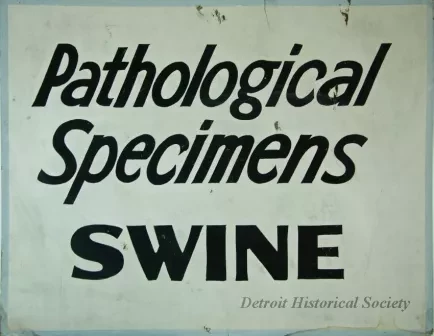 Pathological
Specimens
SWINE
Detroit Historical Society